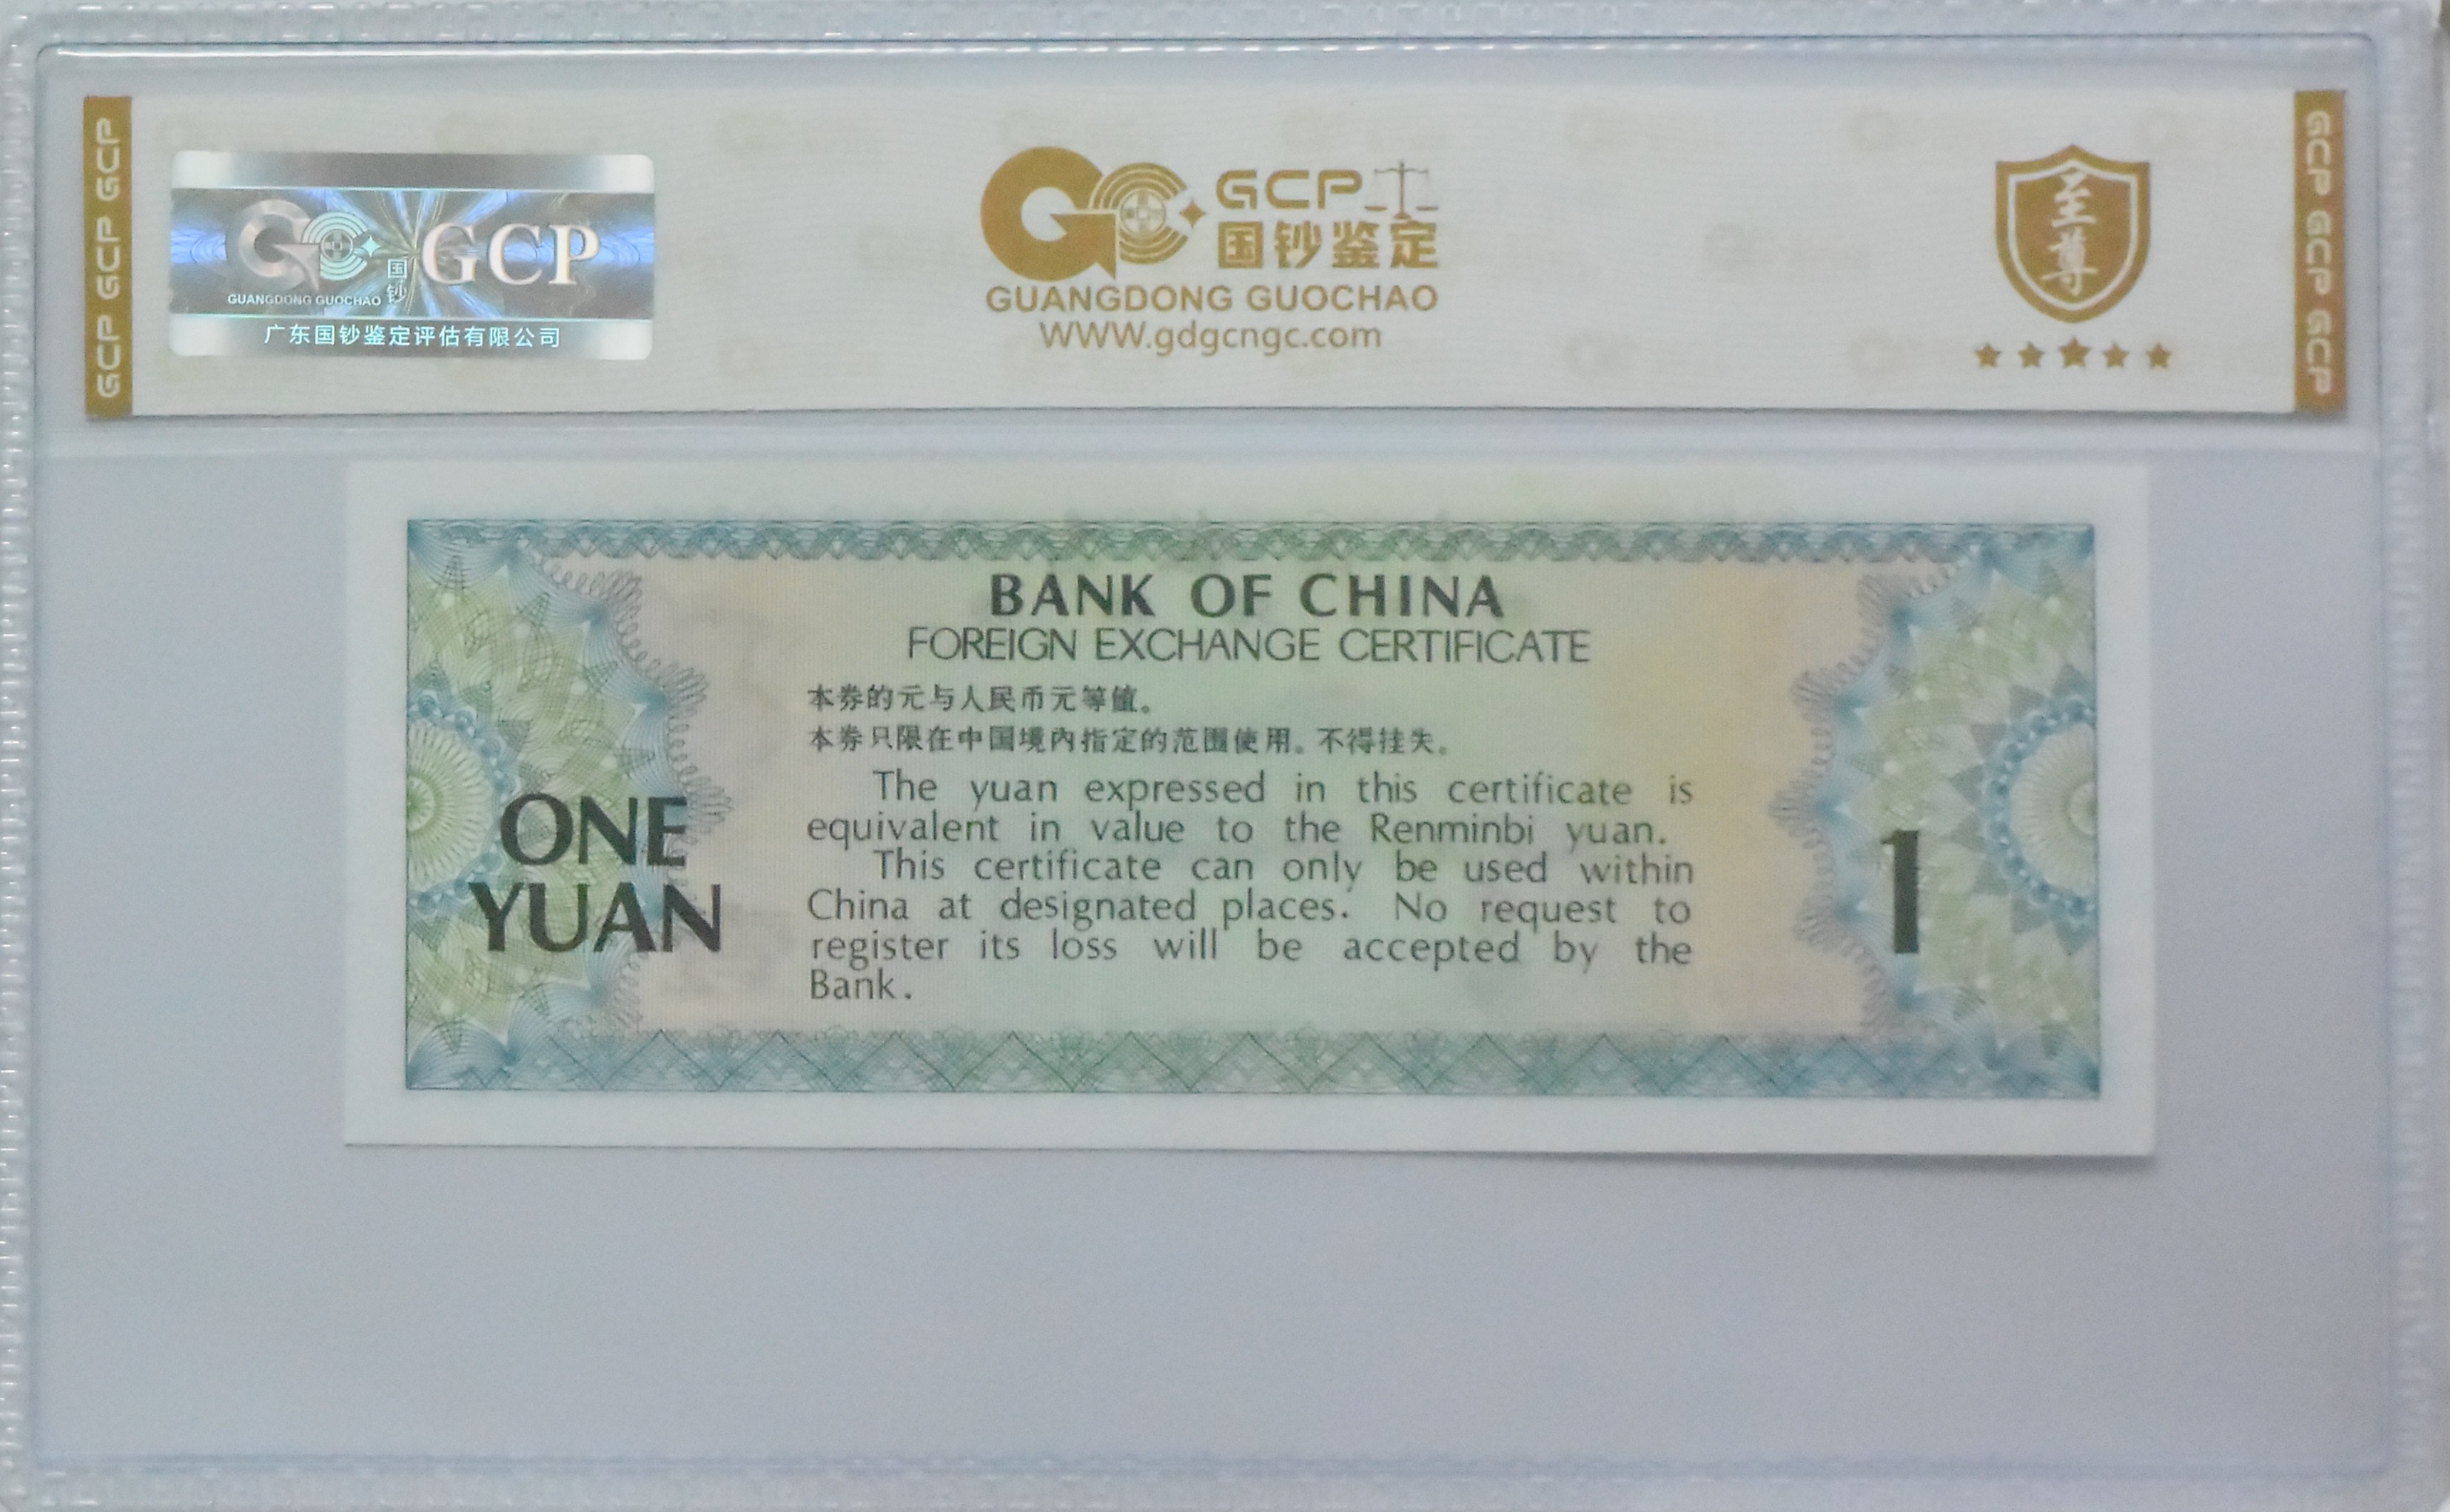 GCP GCP GCP
GCP
国钞
GUANGDONG GUOCHAO
广东国钞鉴定评估有限公司
GCP
国钞鉴定
GUANGDONG GUOCHAO
WWW.gdgcngc.com
至尊
GCP GCP GCP
BANK OF CHINA
FOREIGN EXCHANGE CERTIFICATE
本券的元与人民币元等值。
本券只限在中国境内指定的范围使用。不得挂失。
The yuan expressed in this certificate is
equivalent in value to the Renminbi yuan.
This certificate can only be used within
China at designated places. No request to
register its loss will be accepted by the
Bank.
ONE
YUAN
1